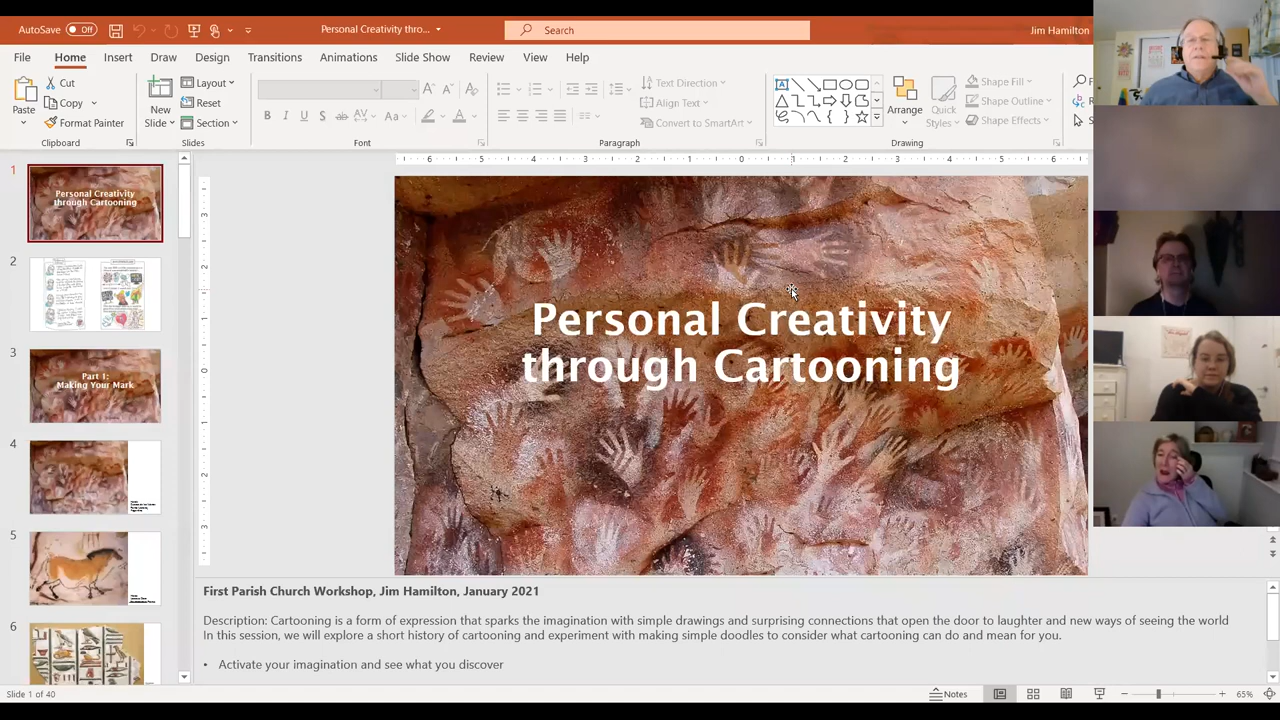 AutoSave Off
Personal Creativity thro...
Search
Jim Hamilton
File Home Insert Draw Design Transitions Animations Slide Show Review View Help
Paste
Cut
Copy
Format Painter
Clipboard
New Slide
Layout
Reset
Section
Slides
Font
Text Direction
Align Text
Convert to SmartArt
Paragraph
Arrange
Quick Styles
Shape Fill
Shape Outline
Shape Effects
Drawing
1
Personal Creativity
through Cartooning
2
3
Part 1:
Making Your Mark
4
5
6
Personal Creativity
through Cartooning
First Parish Church Workshop, Jim Hamilton, January 2021
Description: Cartooning is a form of expression that sparks the imagination with simple drawings and surprising connections that open the door to laughter and new ways of seeing the world
In this session, we will explore a short history of cartooning and experiment with making simple doodles to consider what cartooning can do and mean for you.
• Activate your imagination and see what you discover
Slide 1 of 40
Notes
65%